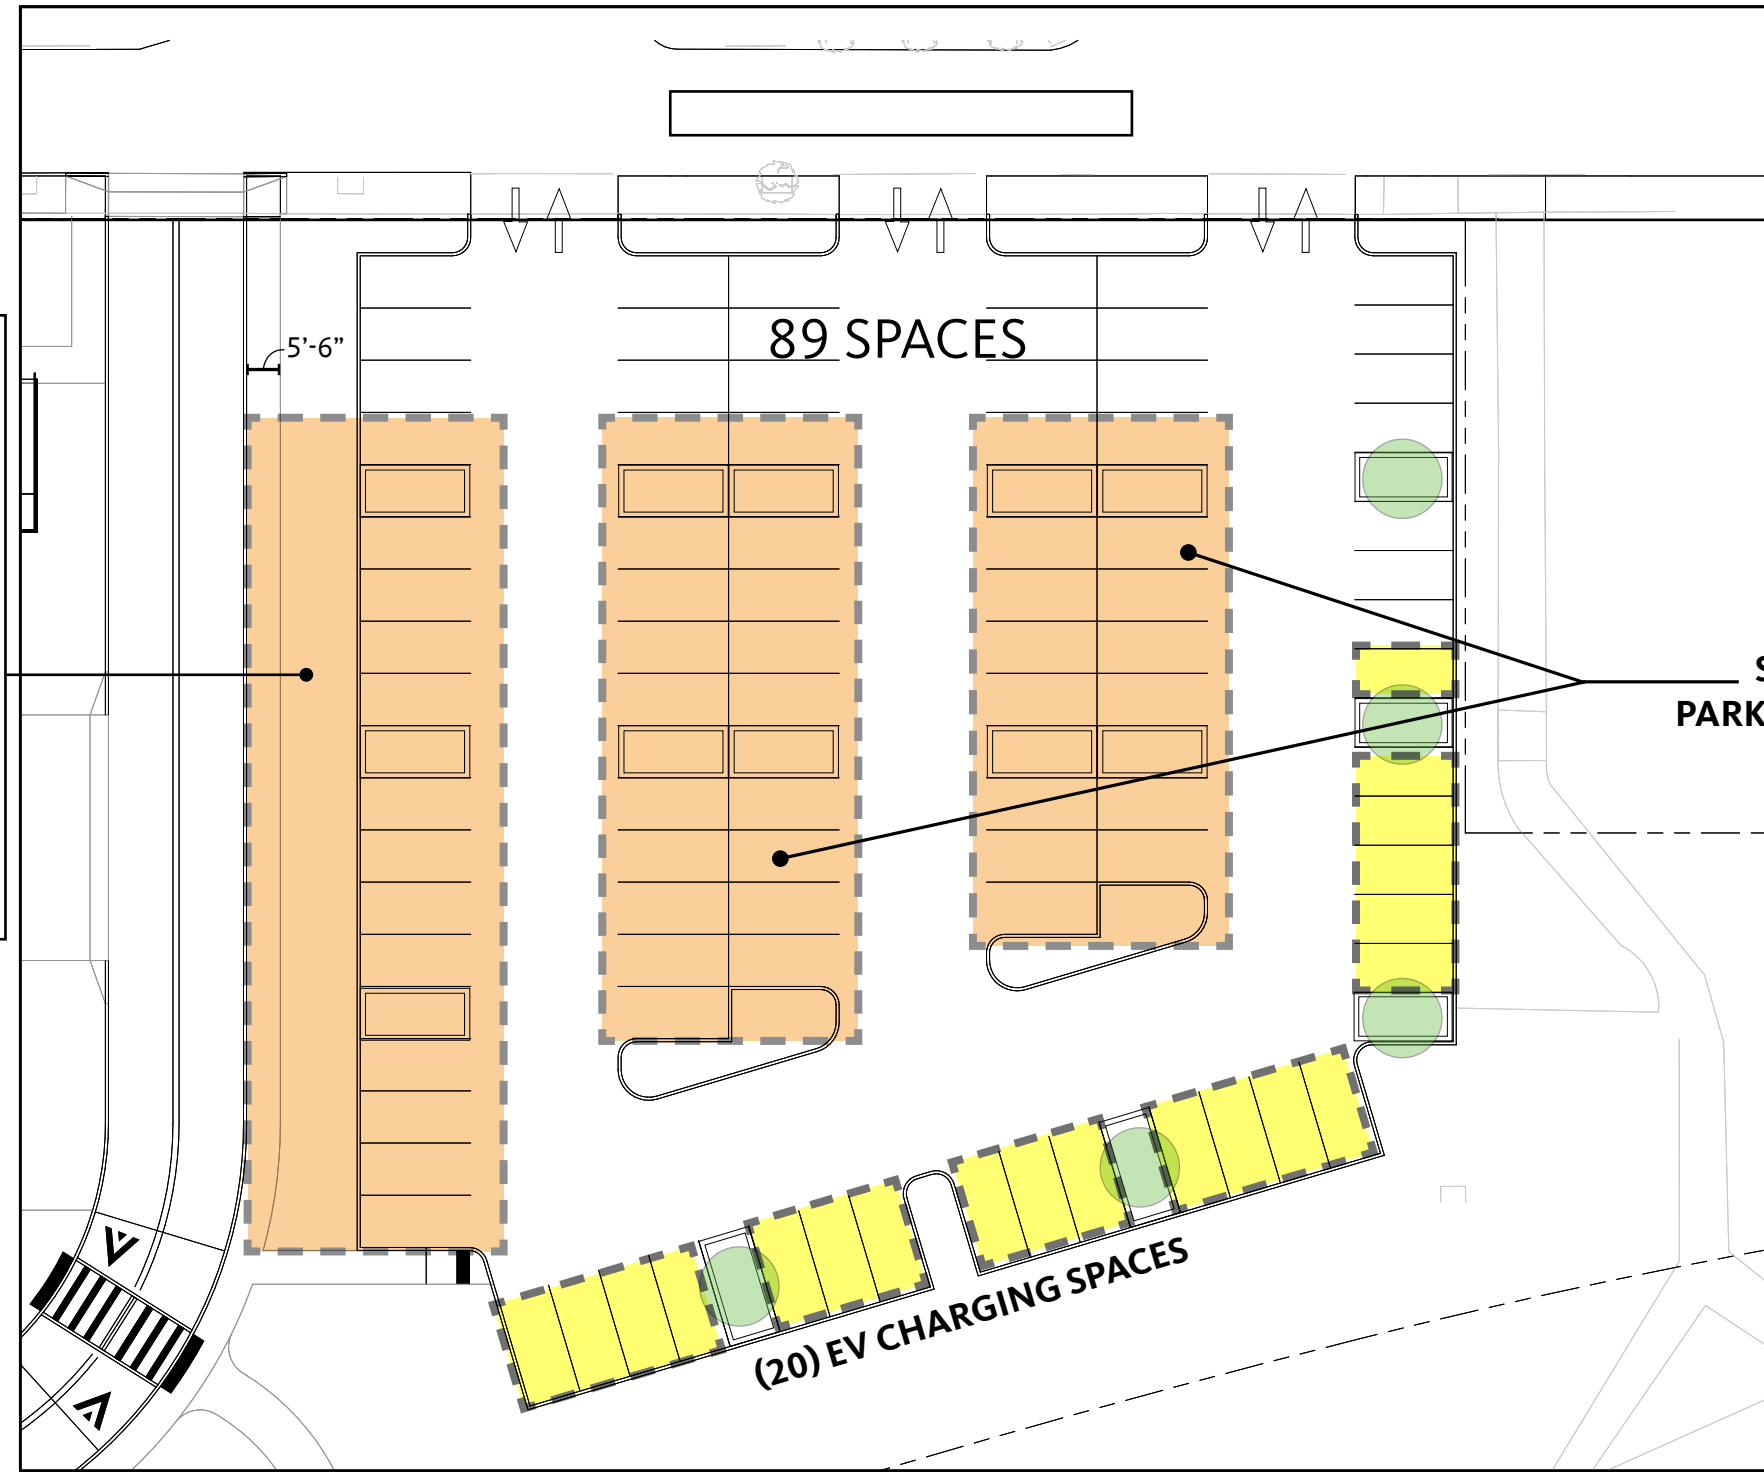 89 SPACES
5'-6”
PARK
(20) EV CHARGING SPACES